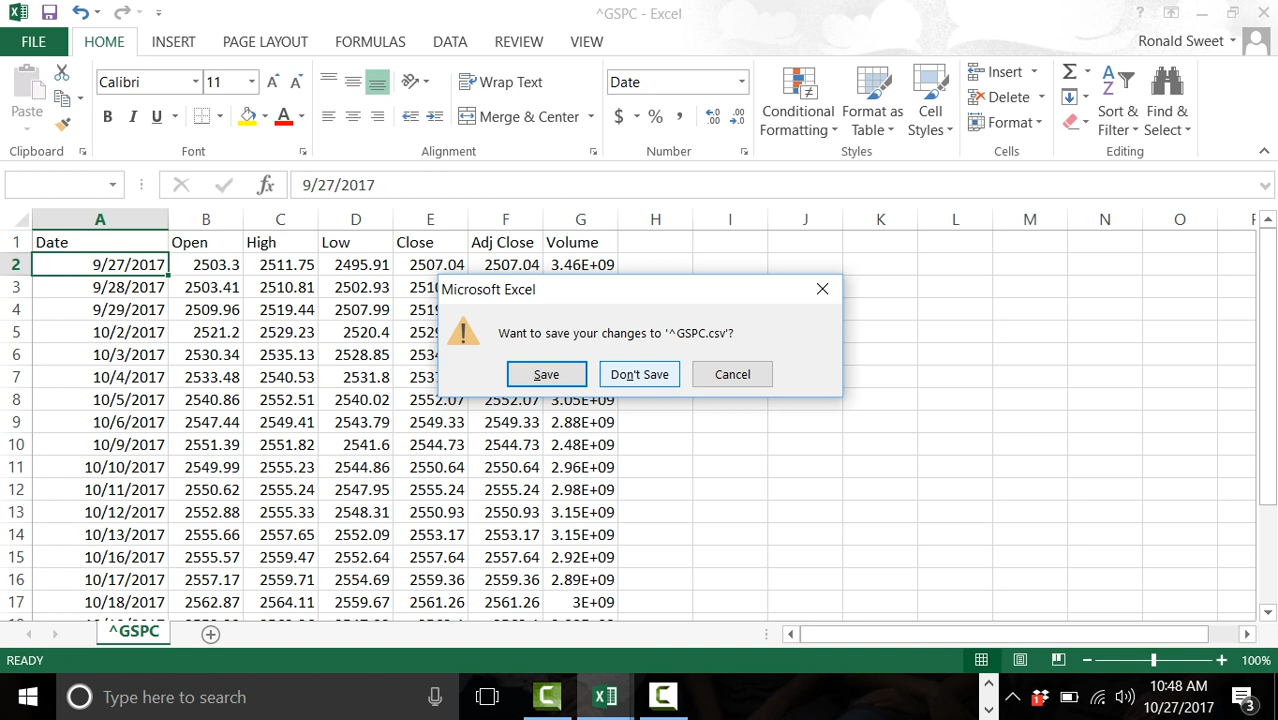 ^GSPC - Excel
?
FILE HOME INSERT PAGE LAYOUT FORMULAS DATA REVIEW VIEW Ronald Sweet
Paste
Calibri 11
B I U A
Wrap Text
Merge & Center
Date
$ % ,
Conditional Formatting
Format as Table
Cell Styles
Insert
Delete
Format
Sort & Filter
Find & Select
Clipboard Font Alignment Number Styles Cells Editing
fx 9/27/2017
A B C D E F G H I J K L M N O
1 Date Open High Low Close Adj Close Volume
2 9/27/2017 2503.3 2511.75 2495.91 2507.04 2507.04 3.46E+09
3 9/28/2017 2503.41 2510.81 2502.93
4 9/29/2017 2509.96 2519.44 2507.99
5 10/2/2017 2521.2 2529.23 2520.4
6 10/3/2017 2530.34 2535.13 2528.85
7 10/4/2017 2533.48 2540.53 2531.8
8 10/5/2017 2540.86 2552.51 2540.02 2552.07 2552.07 3.05E+09
9 10/6/2017 2547.44 2549.41 2543.79 2549.33 2549.33 2.88E+09
10 10/9/2017 2551.39 2551.82 2541.6 2544.73 2544.73 2.48E+09
11 10/10/2017 2549.99 2555.23 2544.86 2550.64 2550.64 2.96E+09
12 10/11/2017 2550.62 2555.24 2547.95 2555.24 2555.24 2.98E+09
13 10/12/2017 2552.88 2555.33 2548.31 2550.93 2550.93 3.15E+09
14 10/13/2017 2555.66 2557.65 2552.09 2553.17 2553.17 3.15E+09
15 10/16/2017 2555.57 2559.47 2552.64 2557.64 2557.64 2.92E+09
16 10/17/2017 2557.17 2559.71 2554.69 2559.36 2559.36 2.89E+09
17 10/18/2017 2562.87 2564.11 2559.67 2561.26 2561.26 3E+09
Microsoft Excel
Want to save your changes to '^GSPC.csv'?
Save Don't Save Cancel
^GSPC
READY 100%
Type here to search
10:48 AM
10/27/2017
3